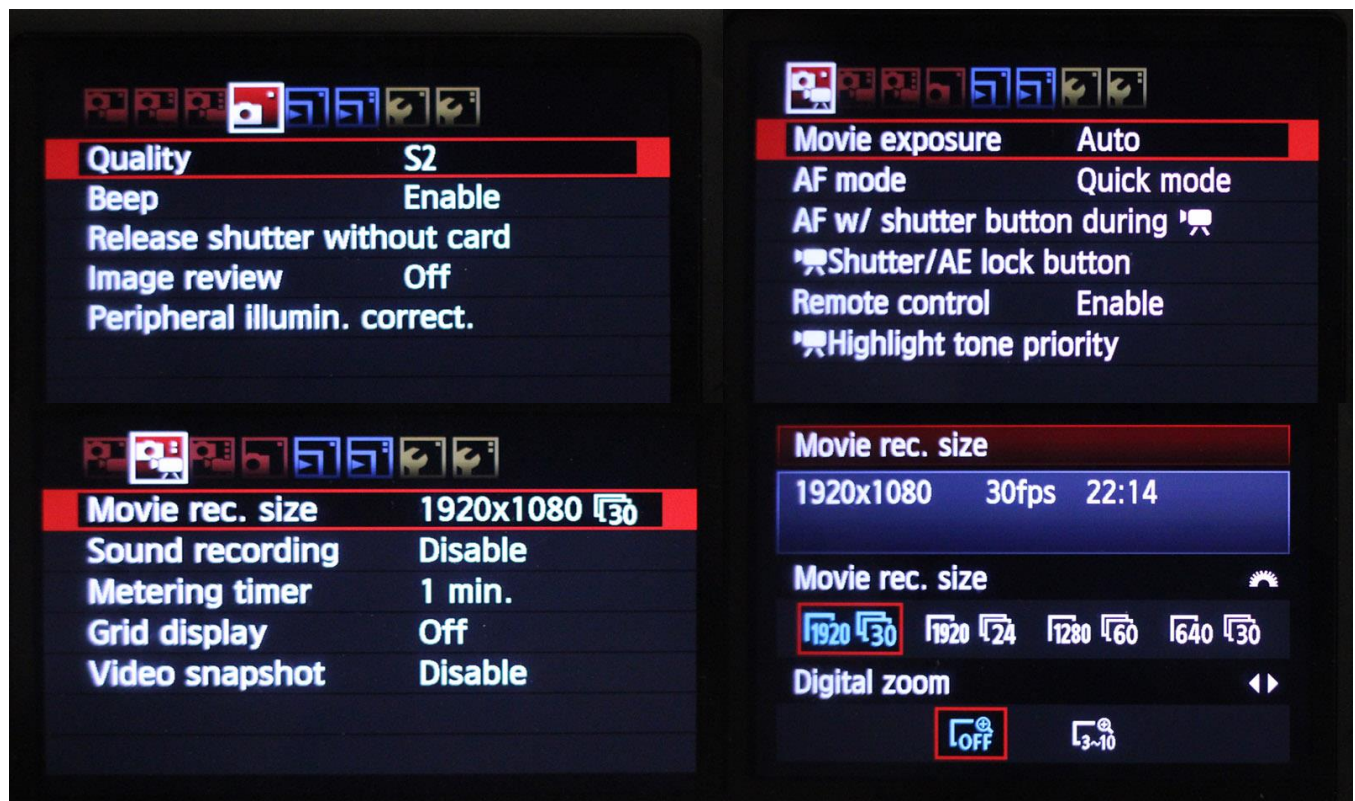 Quality S2
Beep Enable
Release shutter without card
Image review Off
Peripheral illumin. correct.
Movie exposure Auto
AF mode Quick mode
AF w/ shutter button during
Shutter/AE lock button
Remote control Enable
Highlight tone priority
Movie rec. size 1920x1080 30
Sound recording Disable
Metering timer 1 min.
Grid display Off
Video snapshot Disable
Movie rec. size
1920x1080 30fps 22:14
Movie rec. size
1920 30 1920 24 1280 60 640 30
Digital zoom
OFF 3~10